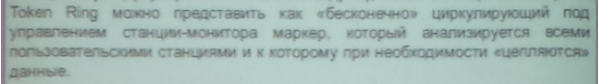 Token Ring можно представить как «бесконечно» циркулирующий под
управлением станции-монитора маркер, который анализируется всеми
пользовательскими станциями и к которому при необходимости «цепляются»
данные.